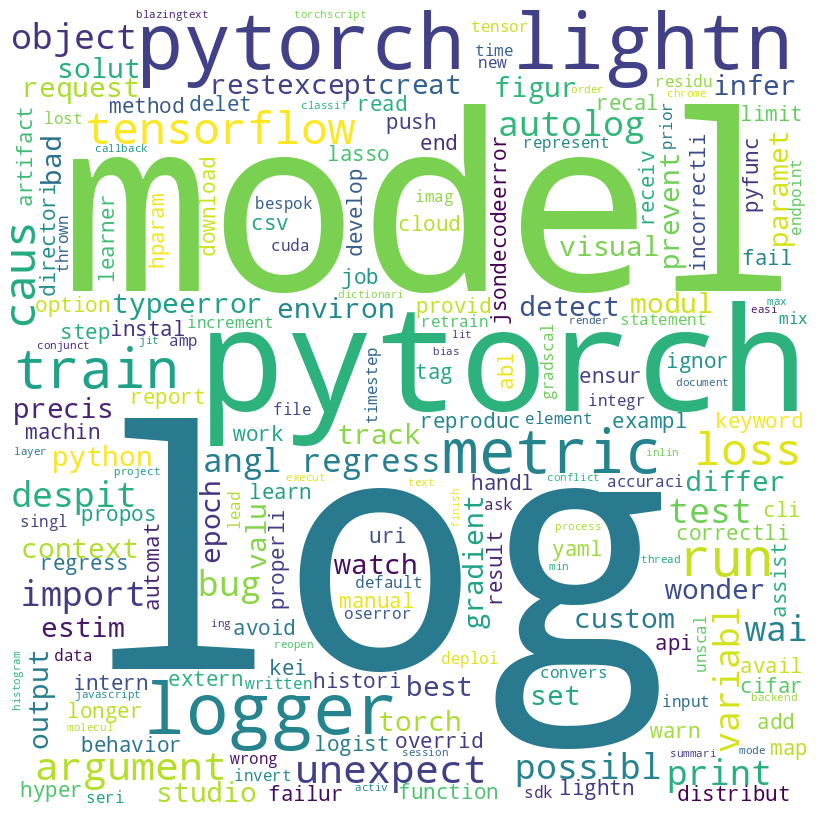 blazingtext
torchscript
pytorch lightn
object
tensor
time
new
solut
request
restexcept
creat
figur
residu
order
chrome
infer
method
delet
classif
read
recal
limit
artifact
lost
bad
tensorflow
push
autolog
represent
prior
callback
end
lasso
model
directori
thrown
learner
hparam
download
bespok
csv
cuda
develop
imag
cloud
jsondecodeerror
visual
prevent
receiv
incorrectli
pyfunc
paramet
endpoint
fail
caus
job
dictionari
option
typeerror
environ
provid
detect
modul
max
easi
step
instal
increment
retrain
render
statement
mix
conjunct
jit
amp
pytorch
lit
bias
tag
abl
gradscal
ignor
document
train
timestep
ensur
integr
report
file
precis
machin
work
track
reproduc
element
exampl
keyword
layer
python
project
angl regress
metric
inlin
loss
despit
execut
text
handl
conflict
accuraci
differ
singl
propos
epoch
lead
learn
valu
finish
ask
test
cli
log
context
regress
automat
properli
uri
watch
default
manual
oserror
gradient
result
process
yaml
min
thread
correctli
run
assist
import
bug
wonder
estim
ing
avoid
reopen
custom
variabl
wai
data
api
unscal
histogram
output
intern
extern
written
kei
histori
deploi
best
convers
set
input
avail
cifar
backend
javascript
longer
molecul
logger
torch
warn
add
behavior
wrong
logist
overrid
session
summari
mode
map
argument
invert
unexpect
possibl
print
hyper
seri
studio
failur
activ
function
sdk
lightn
distribut